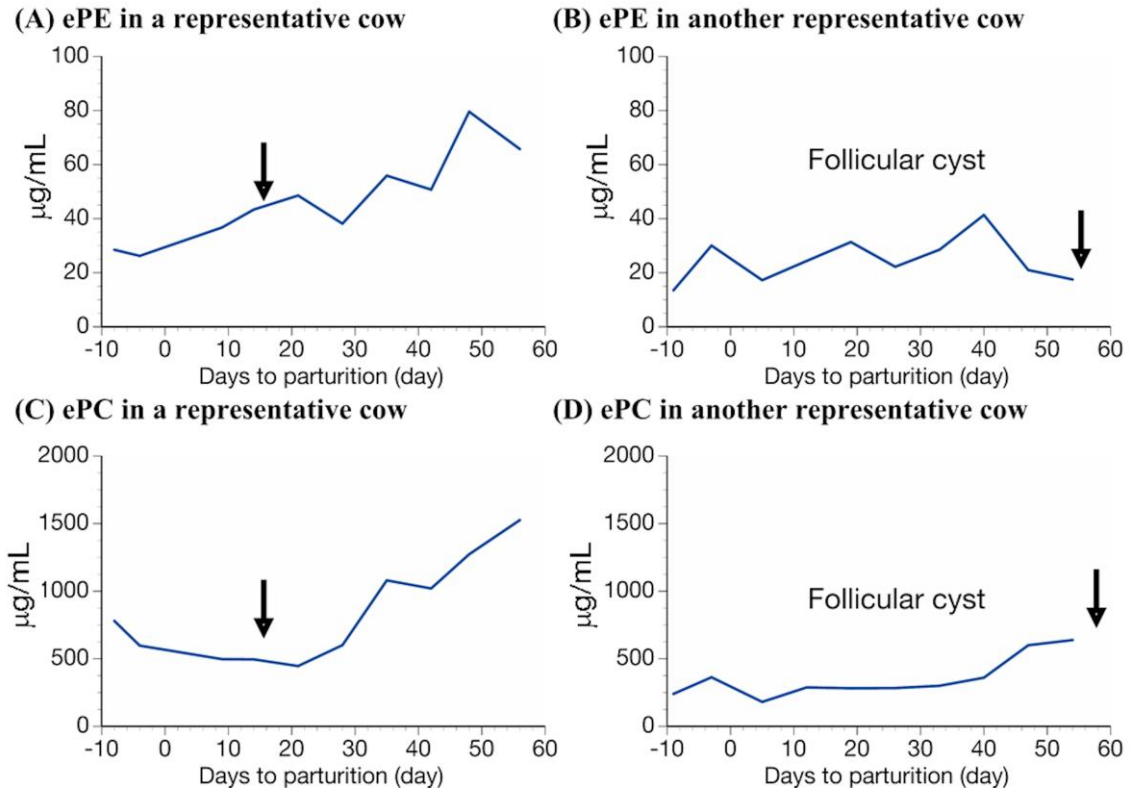 (A) ePE in a representative cow
100
80
60
40
20
0
µg/mL
-10 0 10 20 30 40 50 60
Days to parturition (day)
(B) ePE in another representative cow
100
80
60
40
20
0
µg/mL
Follicular cyst
-10 0 10 20 30 40 50 60
Days to parturition (day)
(C) ePC in a representative cow
2000
1500
1000
500
0
µg/mL
-10 0 10 20 30 40 50 60
Days to parturition (day)
(D) ePC in another representative cow
2000
1500
1000
500
0
µg/mL
Follicular cyst
-10 0 10 20 30 40 50 60
Days to parturition (day)